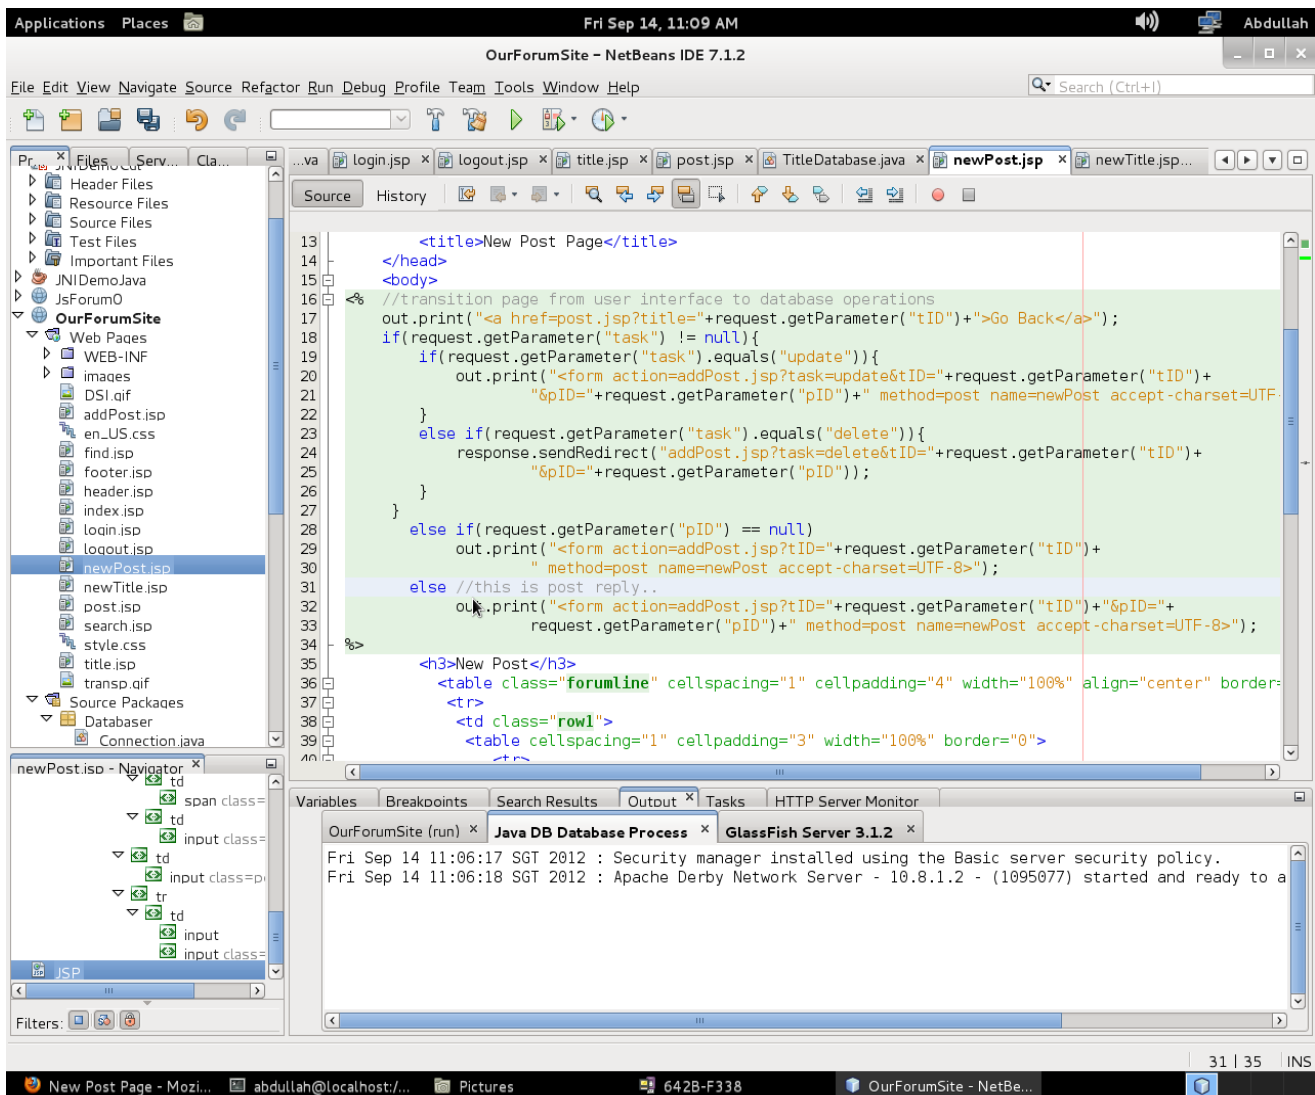 Applications Places Fri Sep 14, 11:09 AM Abdullah
OurForumSite - NetBeans IDE 7.1.2
File Edit View Navigate Source Refactor Run Debug Profile Team Tools Window Help Search (Ctrl+I)
Pr... Files Serv... Cla...
JNIDemoCdl
Header Files
Resource Files
Source Files
Test Files
Important Files
JNIDemoJava
JsForum0
OurForumSite
Web Pages
WEB-INF
images
DSI.gif
addPost.jsp
en_US.css
find.jsp
footer.jsp
header.jsp
index.jsp
login.jsp
logout.jsp
newPost.jsp
newTitle.jsp
post.jsp
search.jsp
style.css
title.jsp
transp.gif
Source Packages
Databaser
Connection.java
...va login.jsp logout.jsp title.jsp post.jsp TitleDatabase.java newPost.jsp newTitle.jsp...
Source History
13 <title>New Post Page</title>
14 </head>
15 <body>
16 <% //transition page from user interface to database operations
17 out.print("<a href=post.jsp?title="+request.getParameter("tID")+">Go Back</a>");
18 if(request.getParameter("task") != null){
19 if(request.getParameter("task").equals("update")){
20 out.print("<form action=addPost.jsp?task=update&tID="+request.getParameter("tID")+
21 "&pID="+request.getParameter("pID")+" method=post name=newPost accept-charset=UTF-
22 }
23 else if(request.getParameter("task").equals("delete")){
24 response.sendRedirect("addPost.jsp?task=delete&tID="+request.getParameter("tID")+
25 "&pID="+request.getParameter("pID"));
26 }
27 }
28 else if(request.getParameter("pID") == null)
29 out.print("<form action=addPost.jsp?tID="+request.getParameter("tID")+
30 " method=post name=newPost accept-charset=UTF-8>");
31 else //this is post reply..
32 out.print("<form action=addPost.jsp?tID="+request.getParameter("tID")+"&pID="+
33 request.getParameter("pID")+" method=post name=newPost accept-charset=UTF-8>");
34 %>
35 <h3>New Post</h3>
36 <table class="forumline" cellspacing="1" cellpadding="4" width="100%" align="center" border=
37 <tr>
38 <td class="row1">
39 <table cellspacing="1" cellpadding="3" width="100%" border="0">
40 <tr>
newPost.jsp - Navigator
td
span class=
td
input class=
td
input class=p
tr
td
input
input class=
JSP
Filters:
Variables Breakpoints Search Results Output Tasks HTTP Server Monitor
OurForumSite (run) Java DB Database Process GlassFish Server 3.1.2
Fri Sep 14 11:06:17 SGT 2012 : Security manager installed using the Basic server security policy.
Fri Sep 14 11:06:18 SGT 2012 : Apache Derby Network Server - 10.8.1.2 - (1095077) started and ready to a
31 | 35 INS
New Post Page - Mozi... abdullah@localhost:/... Pictures 642B-F338 OurForumSite - NetBe...